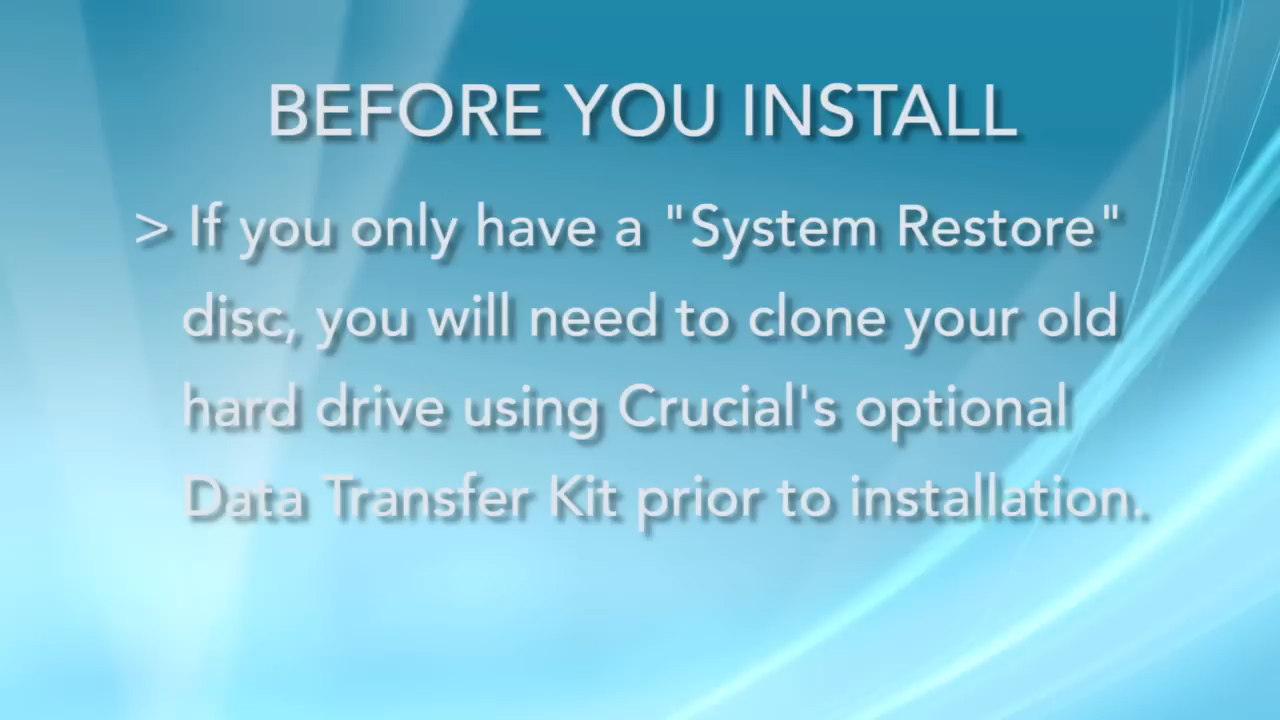 BEFORE YOU INSTALL
> If you only have a "System Restore"
disc, you will need to clone your old
hard drive using Crucial's optional
Data Transfer Kit prior to installation.